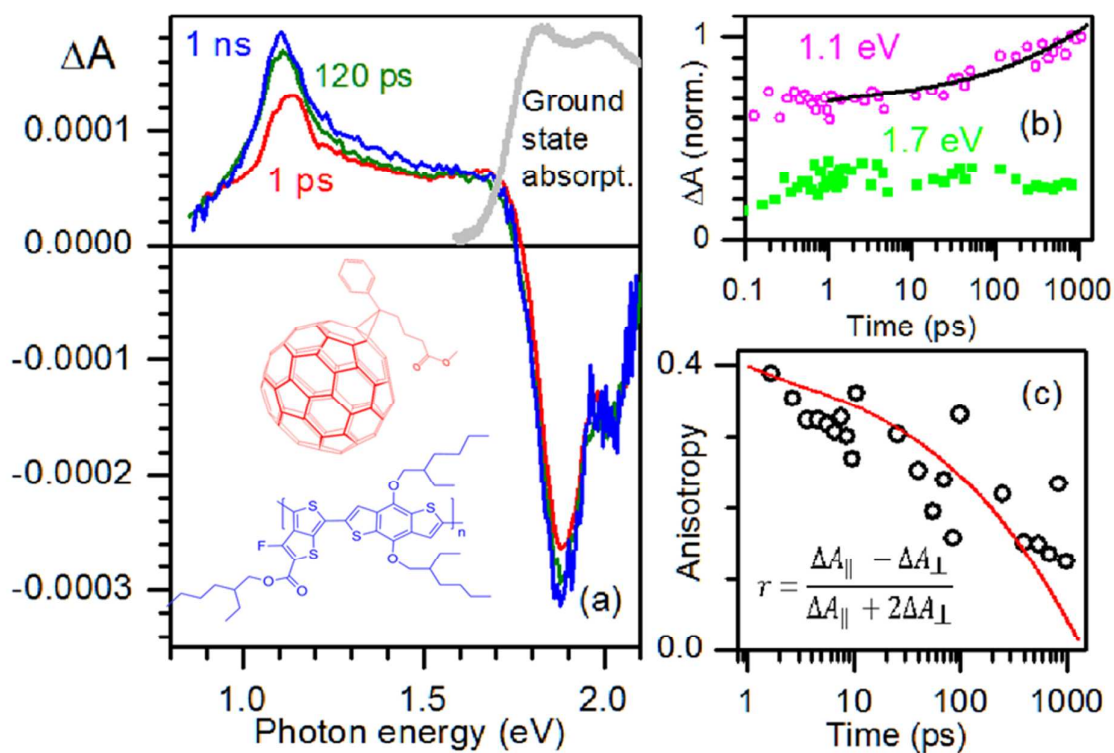 ΔA
1 ns
120 ps
1 ps
Ground
state
absorpt.
0.0001
0.0000
-0.0001
-0.0002
-0.0003
O
O
S
S
S
S
F
O
O
O
O
n
(a)
1.0 1.5 2.0
Photon energy (eV)
ΔA (norm.)
1
0
1.1 eV
(b)
1.7 eV
0.1 1 10 100 1000
Time (ps)
Anisotropy
0.4
0.0
(c)
r = (ΔA∥ − ΔA⊥) / (ΔA∥ + 2ΔA⊥)
1 10 100 1000
Time (ps)